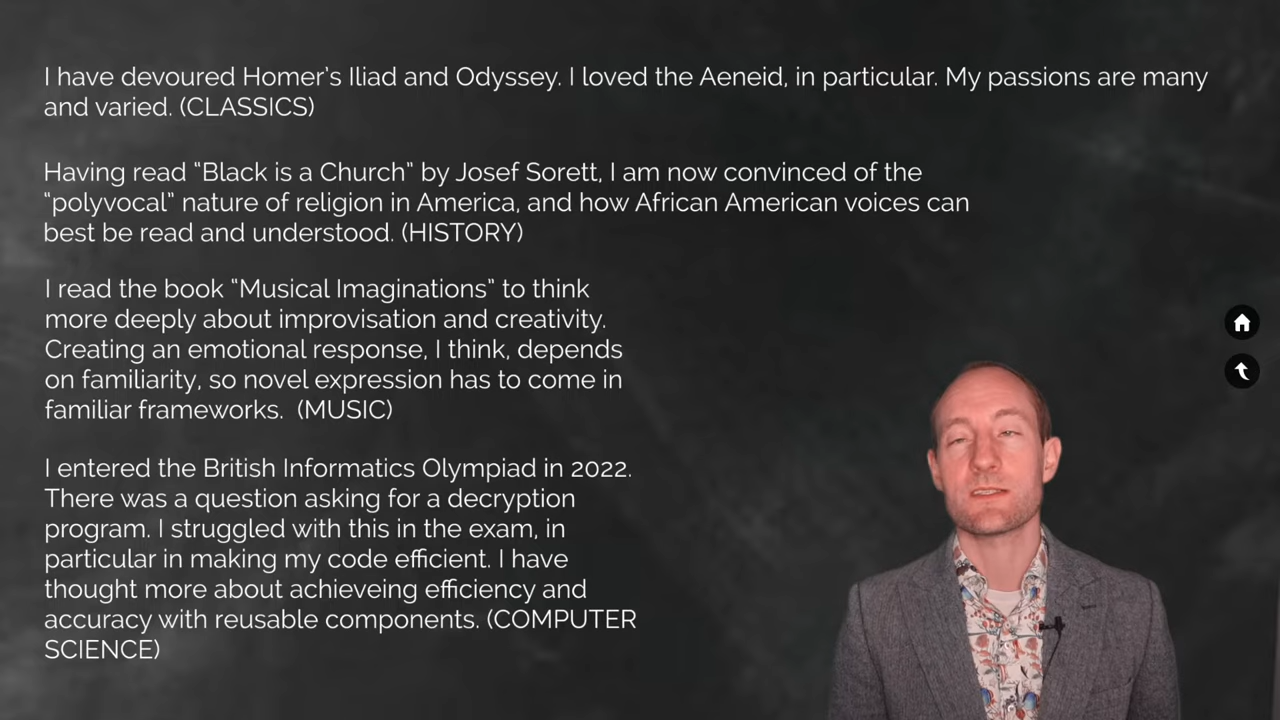 I have devoured Homer’s Iliad and Odyssey. I loved the Aeneid, in particular. My passions are many
and varied. (CLASSICS)
Having read “Black is a Church” by Josef Sorett, I am now convinced of the
“polyvocal” nature of religion in America, and how African American voices can
best be read and understood. (HISTORY)
I read the book “Musical Imaginations” to think
more deeply about improvisation and creativity.
Creating an emotional response, I think, depends
on familiarity, so novel expression has to come in
familiar frameworks.  (MUSIC)
I entered the British Informatics Olympiad in 2022.
There was a question asking for a decryption
program. I struggled with this in the exam, in
particular in making my code efficient. I have
thought more about achieveing efficiency and
accuracy with reusable components. (COMPUTER
SCIENCE)